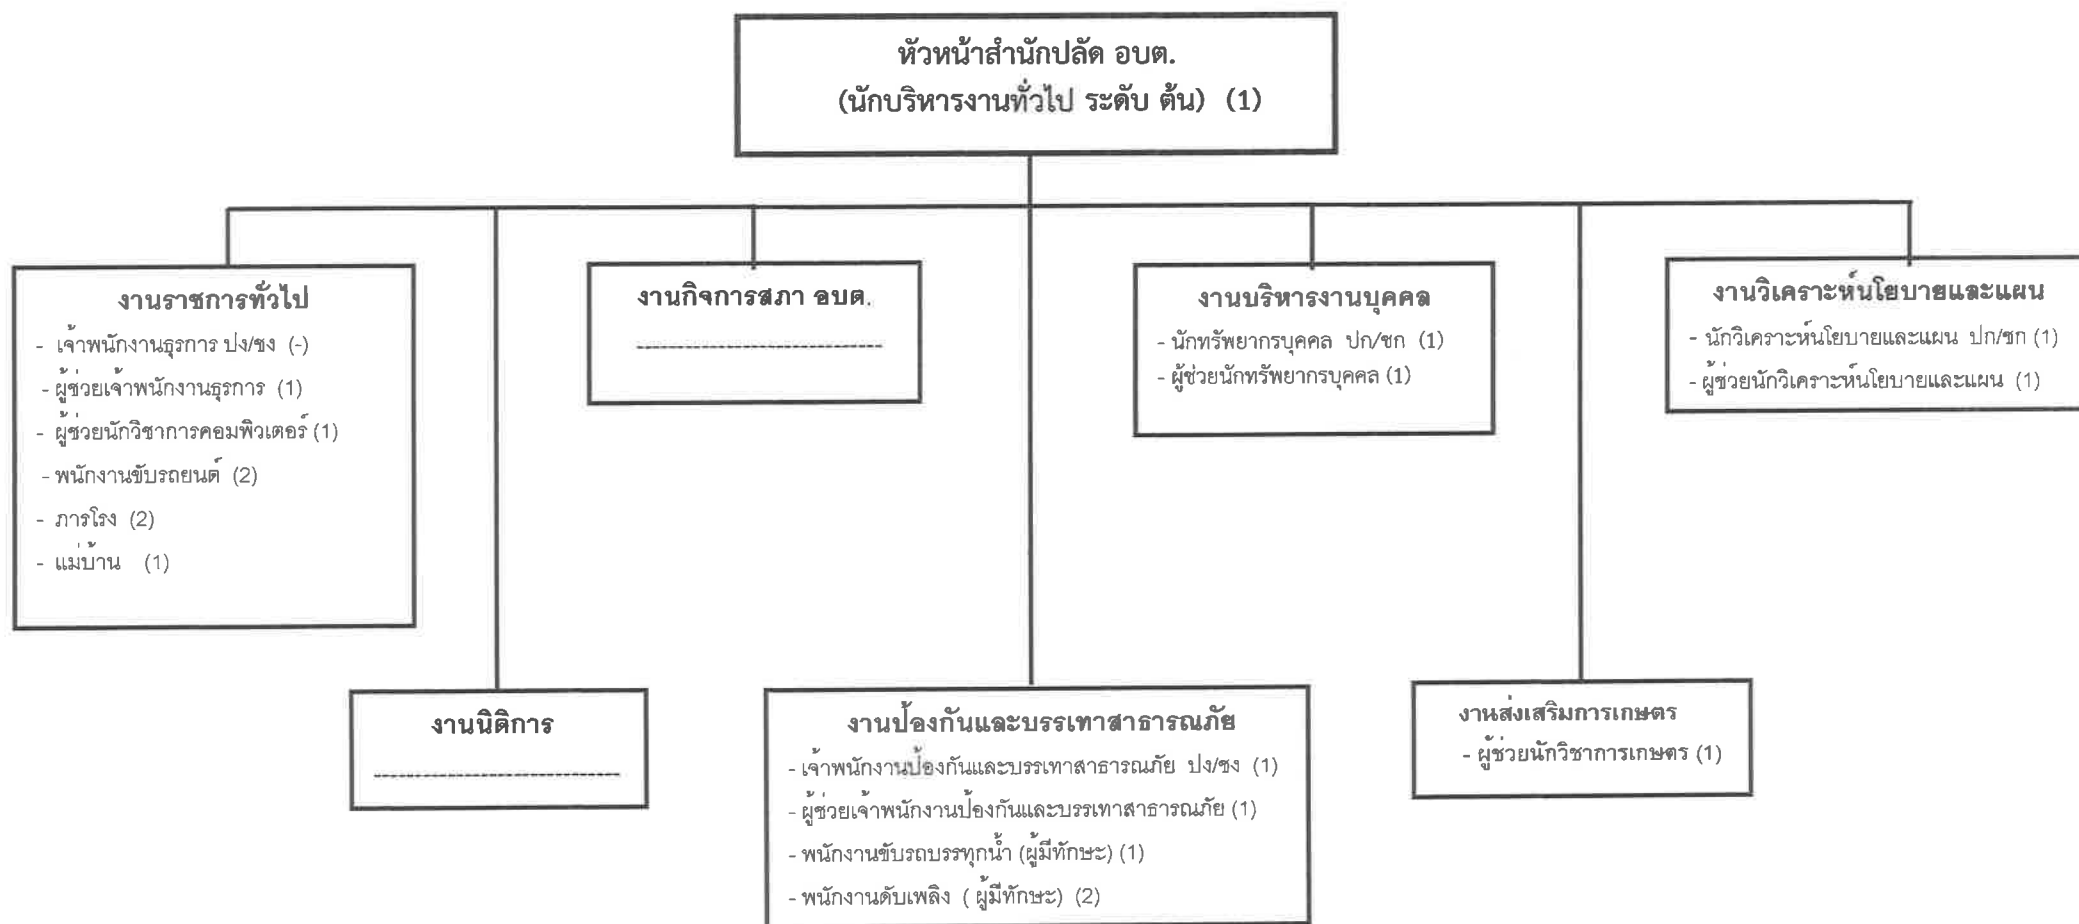 หัวหน้าสำนักปลัด อบต.
(นักบริหารงานทั่วไป ระดับ ต้น) (1)
งานราชการทั่วไป
- เจ้าพนักงานธุรการ ปง/ชง (-)
- ผู้ช่วยเจ้าพนักงานธุรการ (1)
- ผู้ช่วยนักวิชาการคอมพิวเตอร์ (1)
- พนักงานขับรถยนต์ (2)
- ภารโรง (2)
- แม่บ้าน (1)
งานกิจการสภา อบต.
งานบริหารงานบุคคล
- นักทรัพยากรบุคคล ปก/ชก (1)
- ผู้ช่วยนักทรัพยากรบุคคล (1)
งานวิเคราะห์นโยบายและแผน
- นักวิเคราะห์นโยบายและแผน ปก/ชก (1)
- ผู้ช่วยนักวิเคราะห์นโยบายและแผน (1)
งานนิติการ
งานป้องกันและบรรเทาสาธารณภัย
- เจ้าพนักงานป้องกันและบรรเทาสาธารณภัย ปง/ชง (1)
- ผู้ช่วยเจ้าพนักงานป้องกันและบรรเทาสาธารณภัย (1)
- พนักงานขับรถบรรทุกน้ำ (ผู้มีทักษะ) (1)
- พนักงานดับเพลิง ( ผู้มีทักษะ) (2)
งานส่งเสริมการเกษตร
- ผู้ช่วยนักวิชาการเกษตร (1)